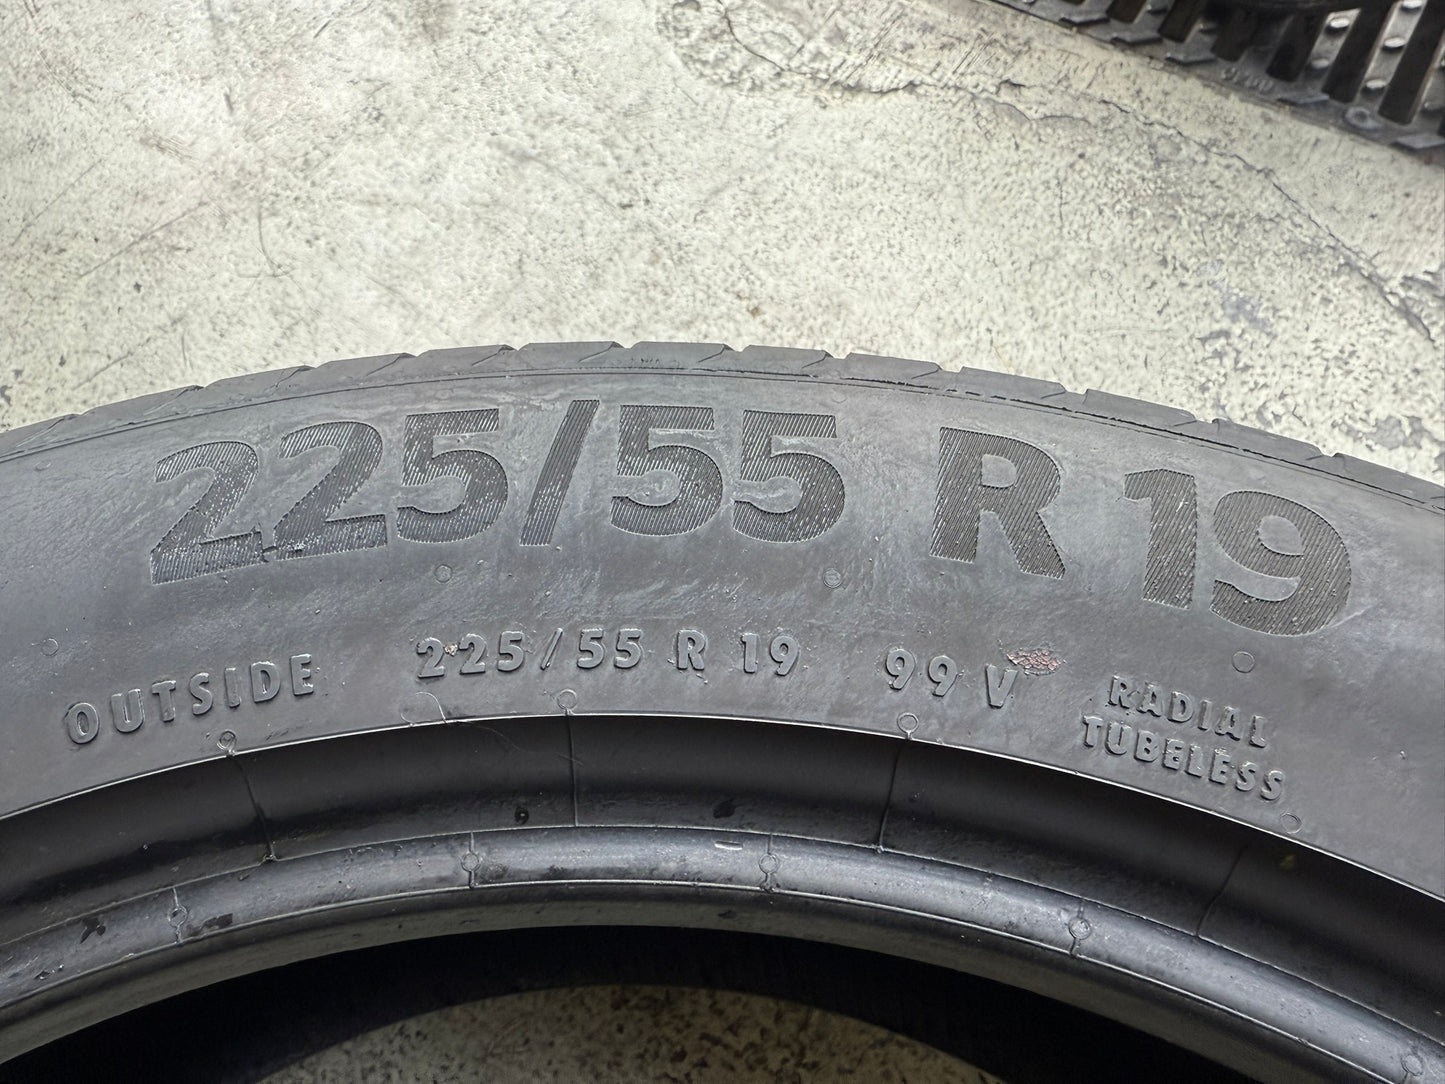 225/55 R 19
OUTSIDE 225/55 R 19 99 V RADIAL
TUBELESS